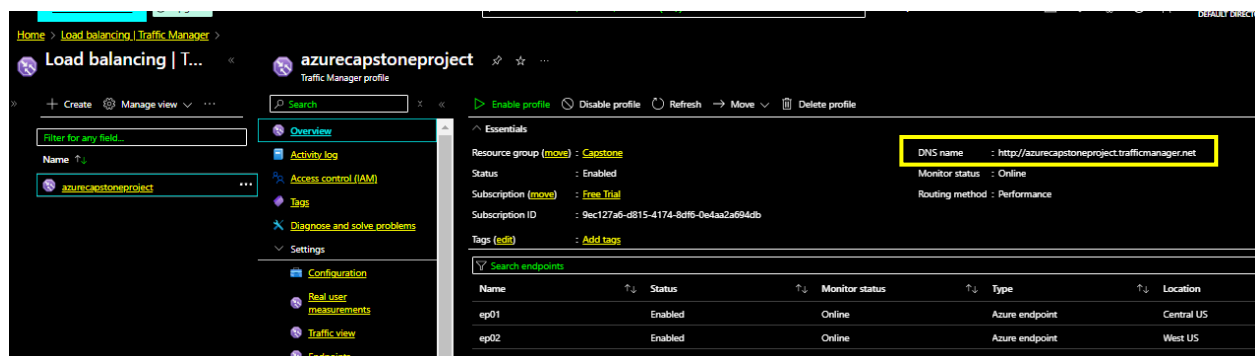 DEFAULT DIRECT
Home > Load balancing | Traffic Manager >
Load balancing | T... «
azurecapstoneproject
Traffic Manager profile
» + Create Manage view ...
Filter for any field...
Name ↑↓
azurecapstoneproject ...
Search
Overview
Activity log
Access control (IAM)
Tags
Diagnose and solve problems
Settings
Configuration
Real user
measurements
Traffic view
Enable profile Disable profile Refresh Move Delete profile
Essentials
Resource group (move) : Capstone
Status : Enabled
Subscription (move) : Free Trial
Subscription ID : 9ec127a6-d815-4174-8df6-0e4aa2a694db
Tags (edit) : Add tags
DNS name : http://azurecapstoneproject.trafficmanager.net
Monitor status : Online
Routing method : Performance
Search endpoints
Name ↑↓ Status ↑↓ Monitor status ↑↓ Type ↑↓ Location
ep01 Enabled Online Azure endpoint Central US
ep02 Enabled Online Azure endpoint West US